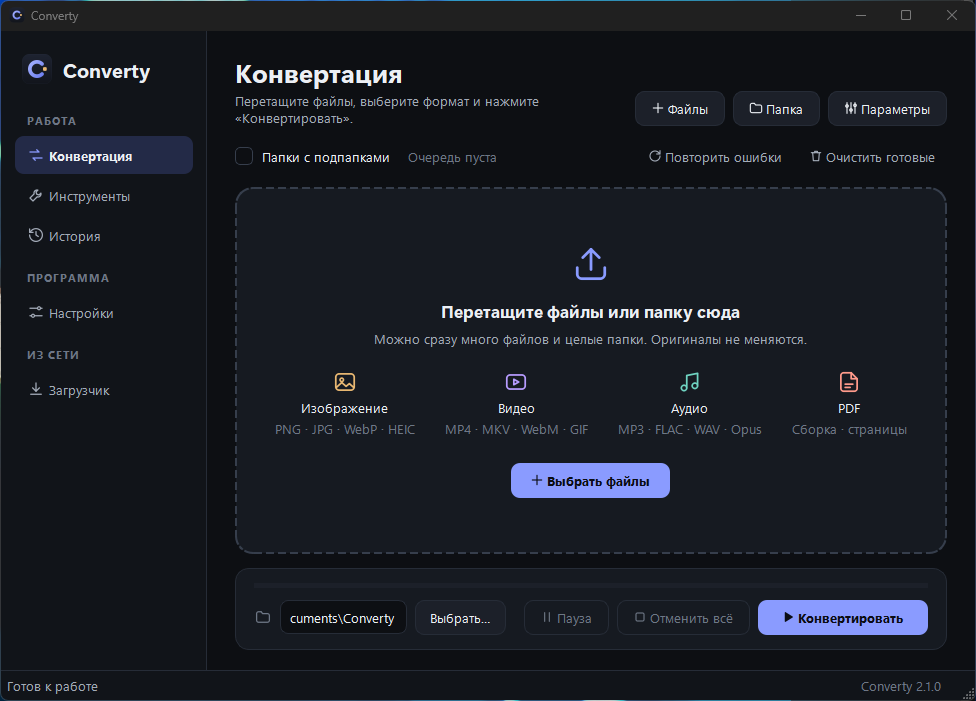 Converty
Converty
РАБОТА
Конвертация
Инструменты
История
ПРОГРАММА
Настройки
ИЗ СЕТИ
Загрузчик
Конвертация
Перетащите файлы, выберите формат и нажмите
«Конвертировать».
Файлы
Папка
Параметры
Папки с подпапками
Очередь пуста
Повторить ошибки
Очистить готовые
Перетащите файлы или папку сюда
Можно сразу много файлов и целые папки. Оригиналы не меняются.
Изображение
PNG · JPG · WebP · HEIC
Видео
MP4 · MKV · WebM · GIF
Аудио
MP3 · FLAC · WAV · Opus
PDF
Сборка · страницы
Выбрать файлы
cuments\Converty
Выбрать...
Пауза
Отменить всё
Конвертировать
Готов к работе
Converty 2.1.0